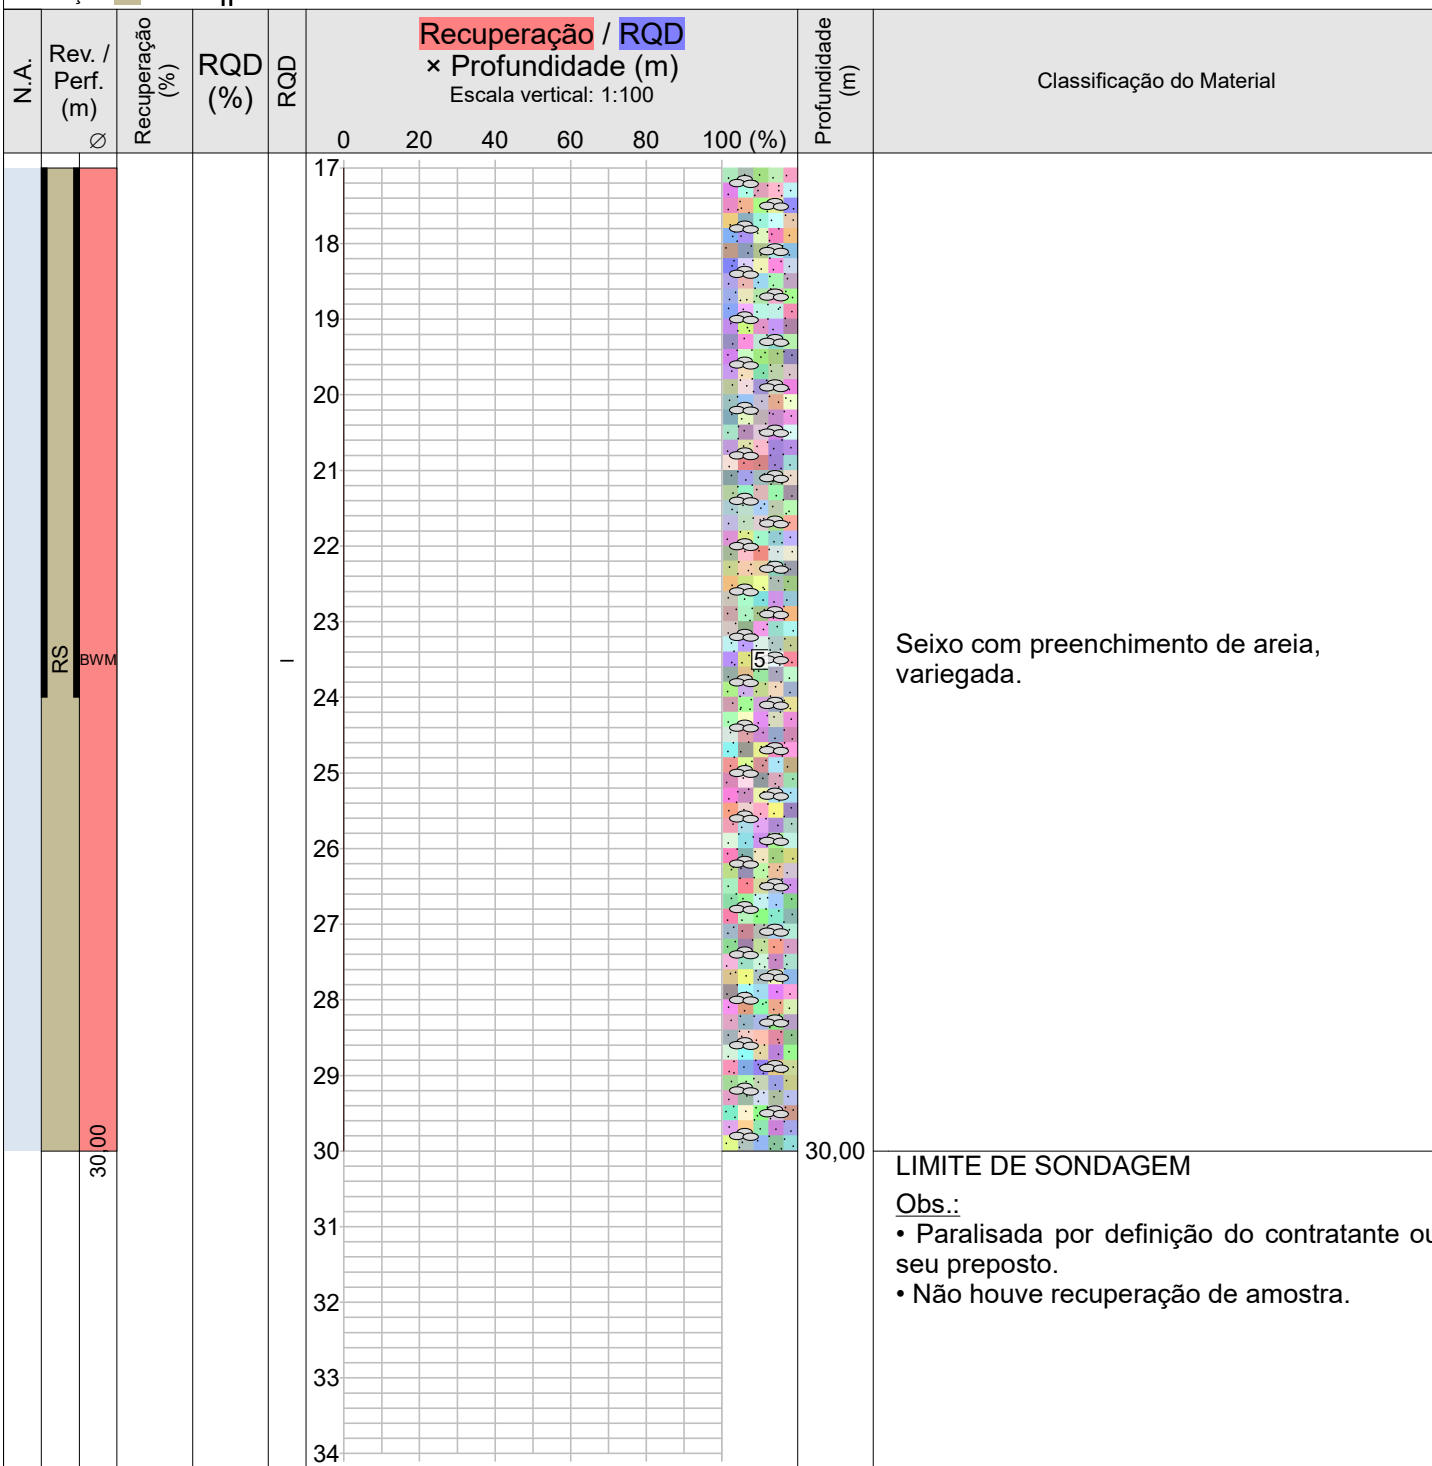 N.A.
Rev. /
Perf.
(m)
∅
Recuperação
(%)
RQD
(%)
RQD
Recuperação / RQD
× Profundidade (m)
Escala vertical: 1:100
0 20 40 60 80 100 (%)
Profundidade
(m)
Classificação do Material
17
18
19
20
21
22
23
RS
BWM
–
5
Seixo com preenchimento de areia,
variegada.
24
25
26
27
28
29
30,00
30
30,00
LIMITE DE SONDAGEM
Obs.:
• Paralisada por definição do contratante ou
seu preposto.
• Não houve recuperação de amostra.
31
32
33
34